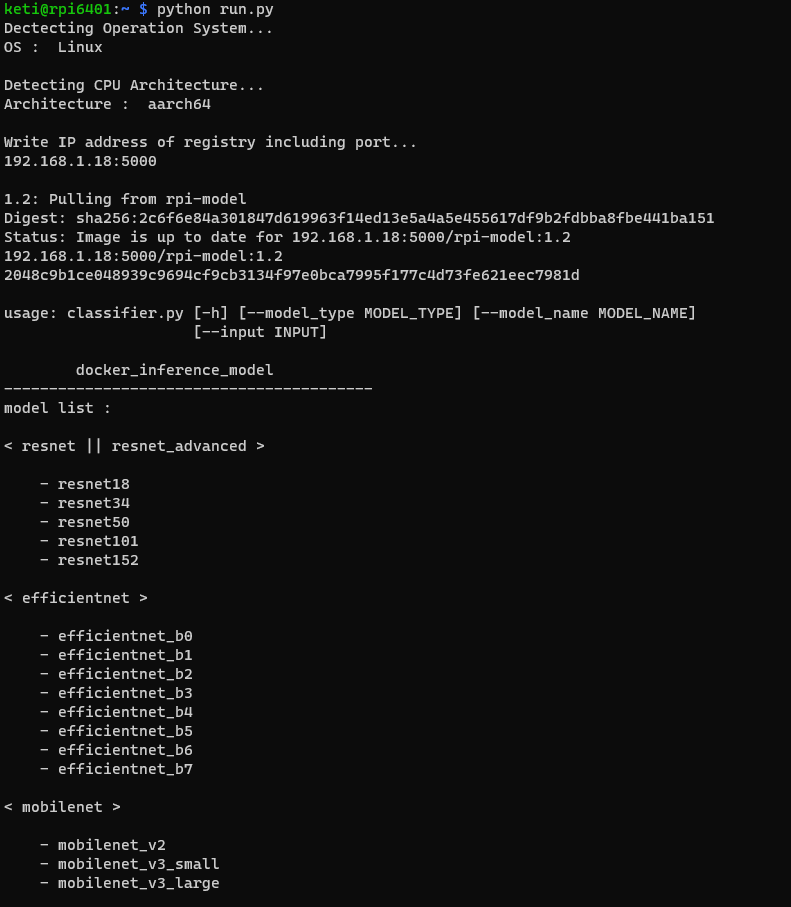 keti@rpi6401:~ $ python run.py
Dectecting Operation System...
OS :  Linux
Detecting CPU Architecture...
Architecture :  aarch64
Write IP address of registry including port...
192.168.1.18:5000
1.2: Pulling from rpi-model
Digest: sha256:2c6f6e84a301847d619963f14ed13e5a4a5e455617df9b2fdbba8fbe441ba151
Status: Image is up to date for 192.168.1.18:5000/rpi-model:1.2
192.168.1.18:5000/rpi-model:1.2
2048c9b1ce048939c9694cf9cb3134f97e0bca7995f177c4d73fe621eec7981d
usage: classifier.py [-h] [--model_type MODEL_TYPE] [--model_name MODEL_NAME]
                     [--input INPUT]
        docker_inference_model
-----------------------------------------
model list :
< resnet || resnet_advanced >
    - resnet18
    - resnet34
    - resnet50
    - resnet101
    - resnet152
< efficientnet >
    - efficientnet_b0
    - efficientnet_b1
    - efficientnet_b2
    - efficientnet_b3
    - efficientnet_b4
    - efficientnet_b5
    - efficientnet_b6
    - efficientnet_b7
< mobilenet >
    - mobilenet_v2
    - mobilenet_v3_small
    - mobilenet_v3_large